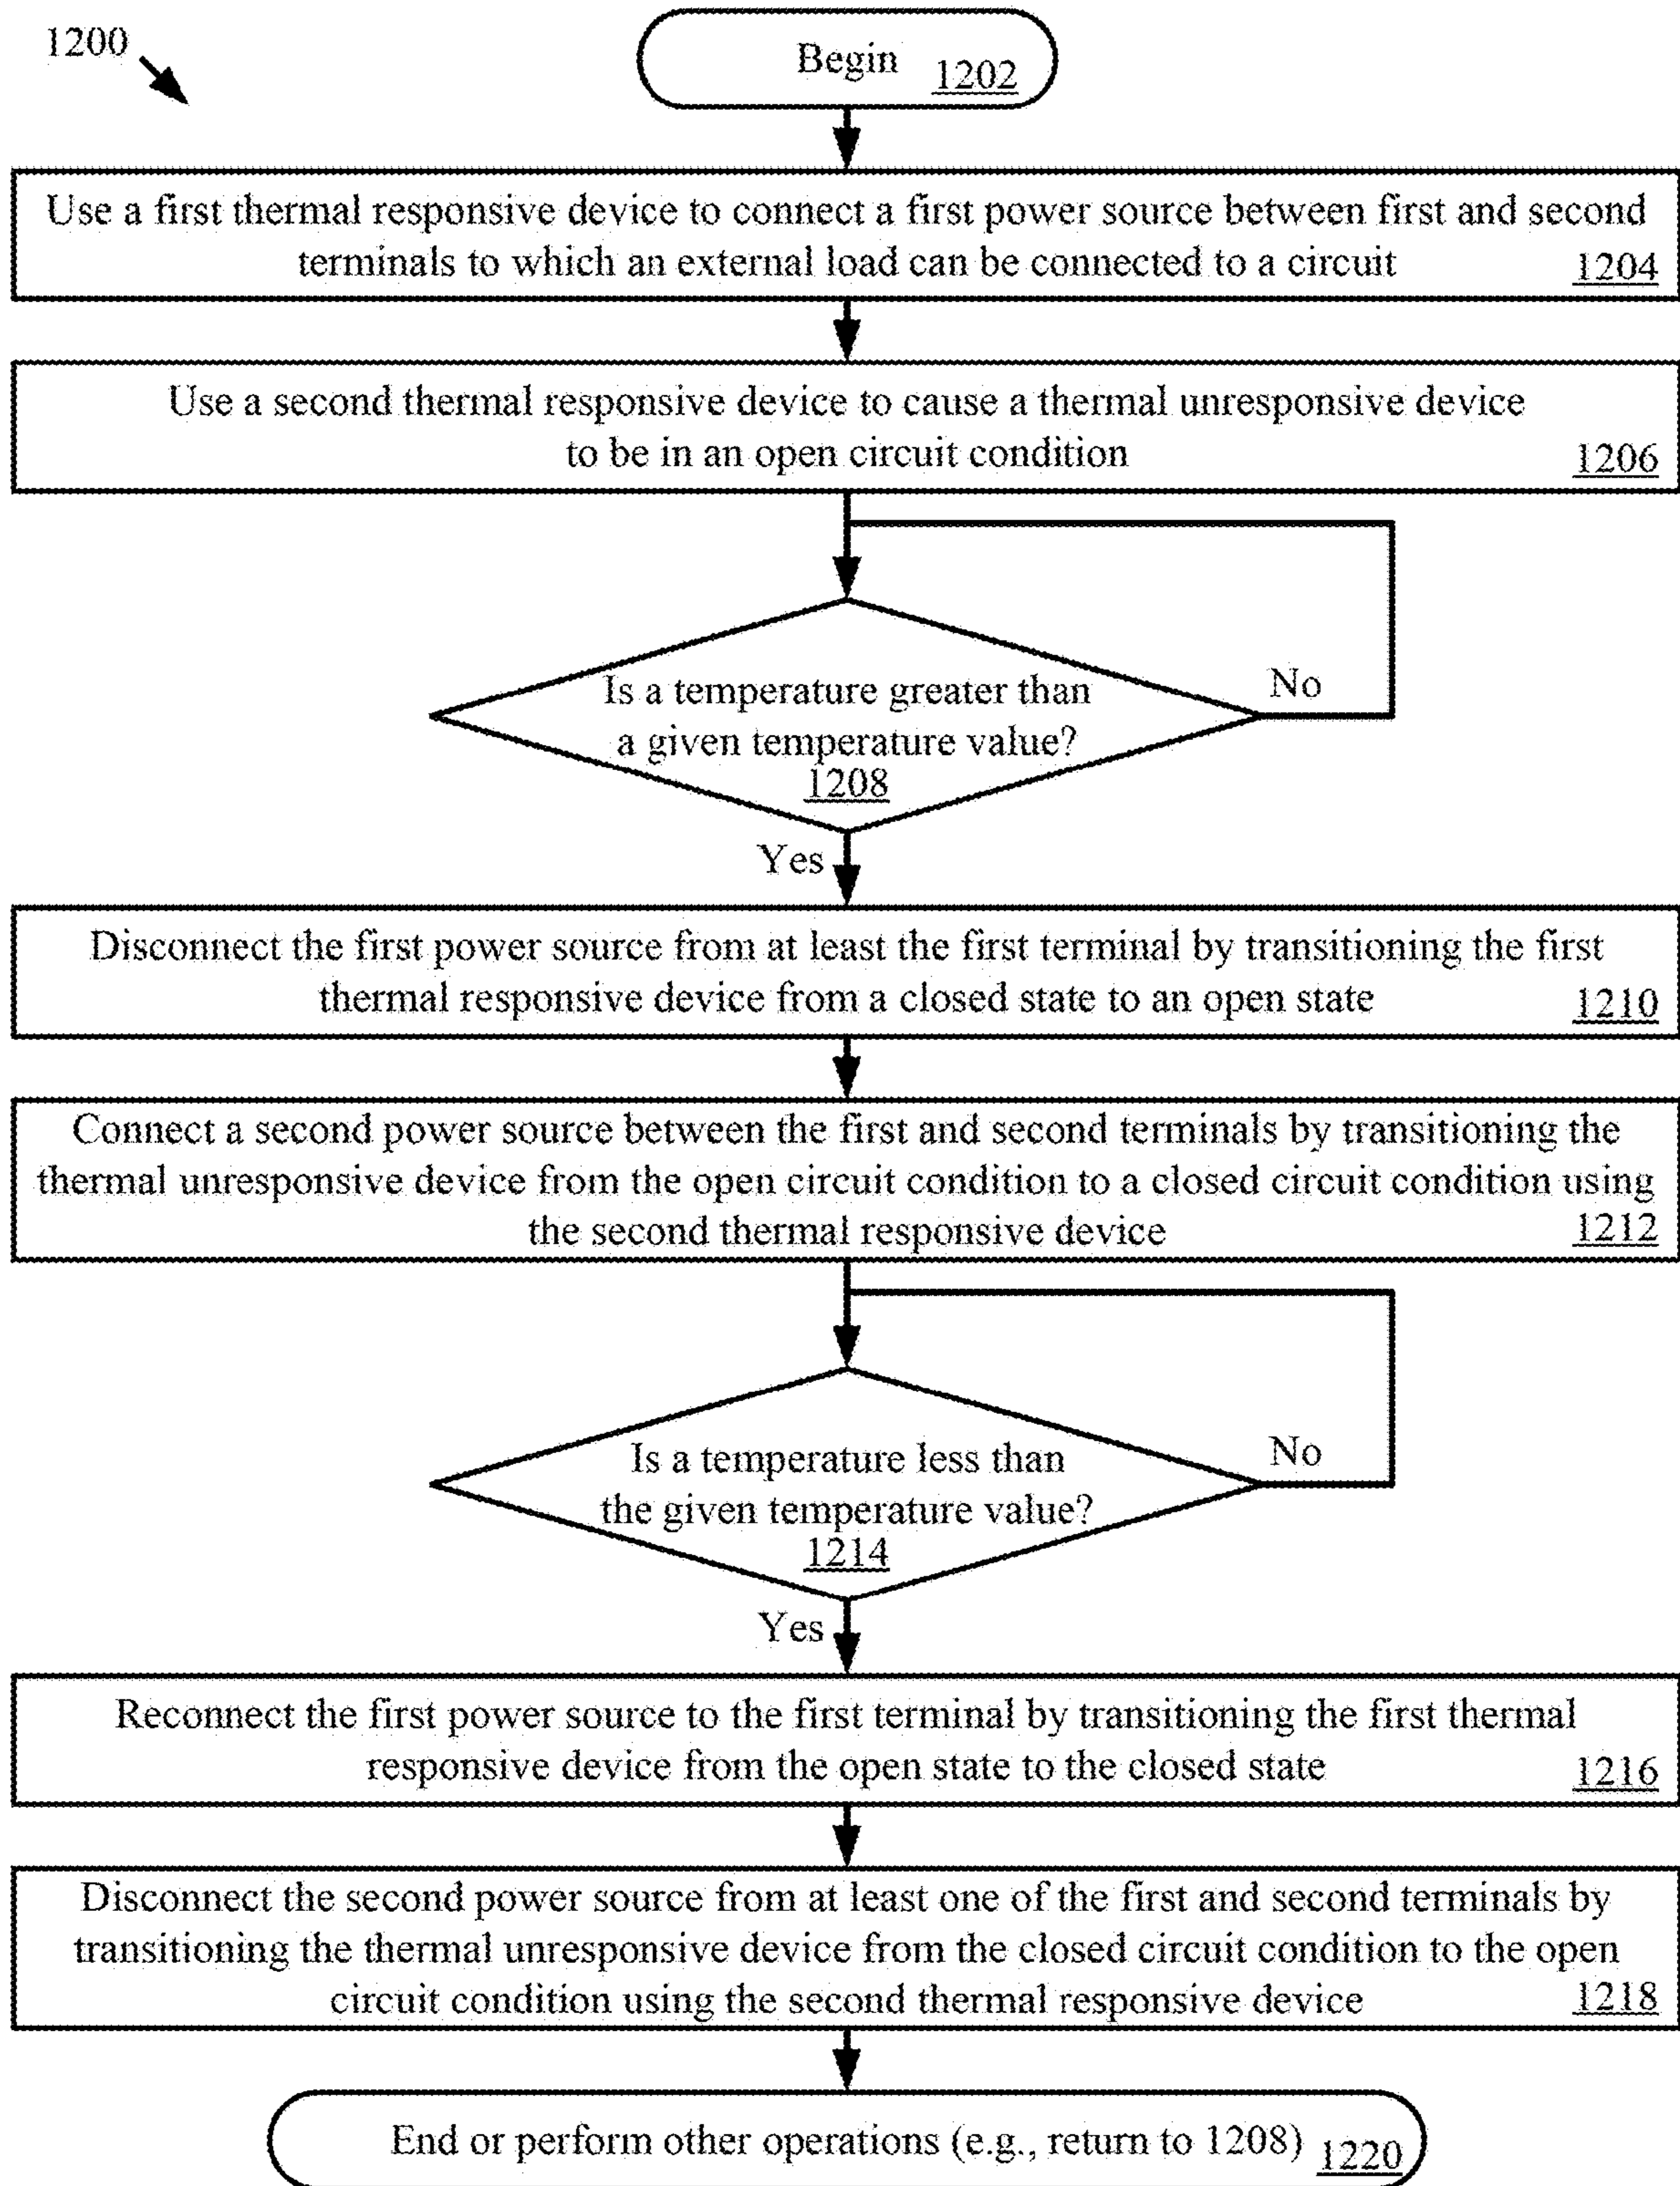 1200
Begin 1202
Use a first thermal responsive device to connect a first power source between first and second
terminals to which an external load can be connected to a circuit 1204
Use a second thermal responsive device to cause a thermal unresponsive device
to be in an open circuit condition 1206
Is a temperature greater than
a given temperature value?
1208
No
Yes
Disconnect the first power source from at least the first terminal by transitioning the first
thermal responsive device from a closed state to an open state 1210
Connect a second power source between the first and second terminals by transitioning the
thermal unresponsive device from the open circuit condition to a closed circuit condition using
the second thermal responsive device 1212
Is a temperature less than
the given temperature value?
1214
No
Yes
Reconnect the first power source to the first terminal by transitioning the first thermal
responsive device from the open state to the closed state 1216
Disconnect the second power source from at least one of the first and second terminals by
transitioning the thermal unresponsive device from the closed circuit condition to the open
circuit condition using the second thermal responsive device 1218
End or perform other operations (e.g., return to 1208) 1220